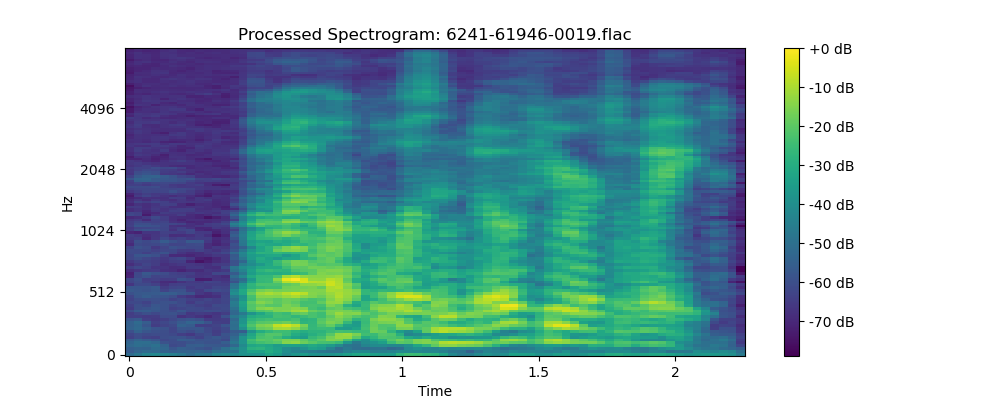 Processed Spectrogram: 6241-61946-0019.flac
+0 dB
-10 dB
4096
-20 dB
2048
-30 dB
Hz
-40 dB
1024
-50 dB
512
-60 dB
-70 dB
0
0 0.5 1 1.5 2
Time